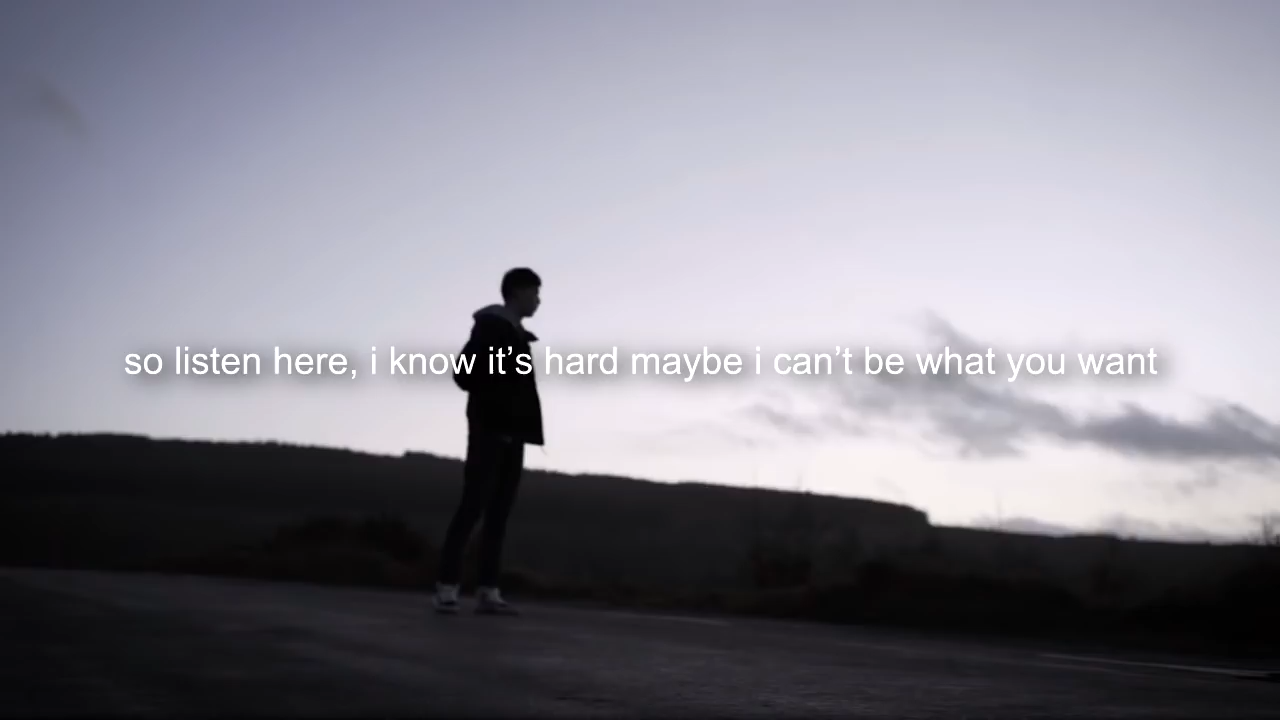 so listen here, i know it’s hard maybe i can’t be what you want